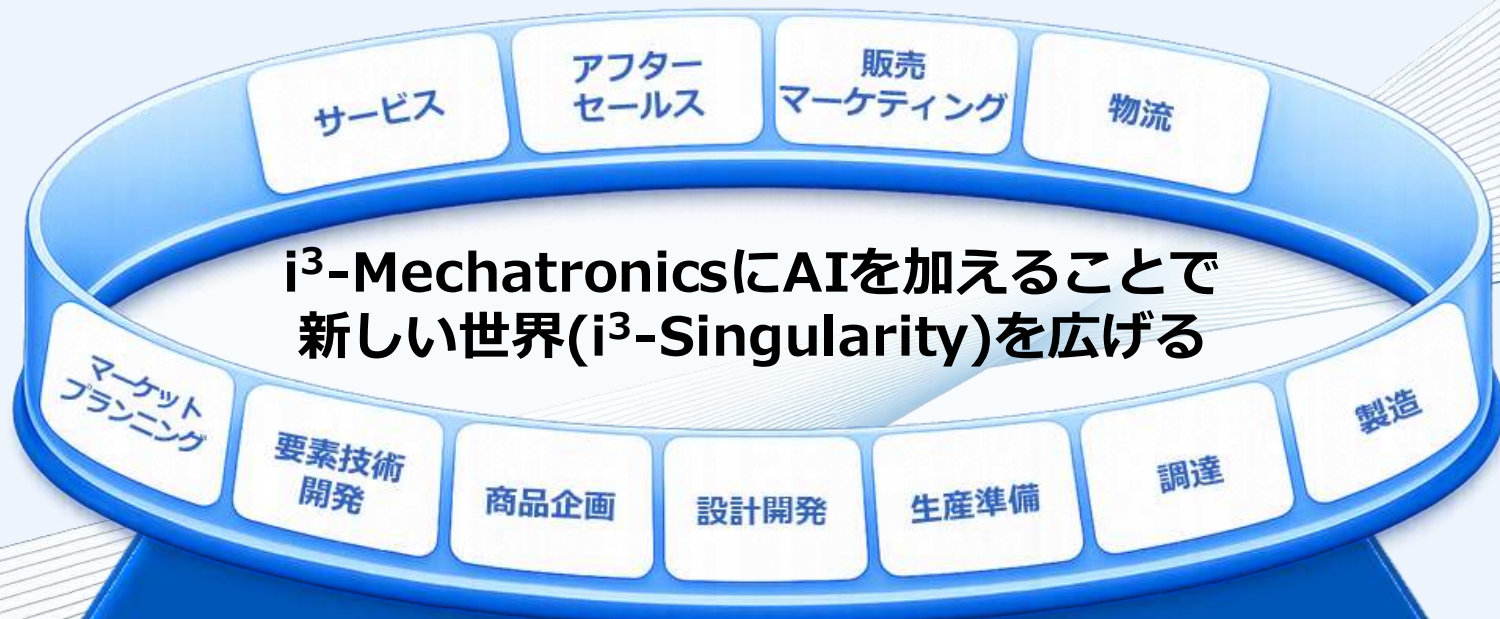 サービス
アフター
セールス
販売
マーケティング
物流
i³-MechatronicsにAIを加えることで
新しい世界(i³-Singularity)を広げる
マーケット
プランニング
要素技術
開発
商品企画
設計開発
生産準備
調達
製造